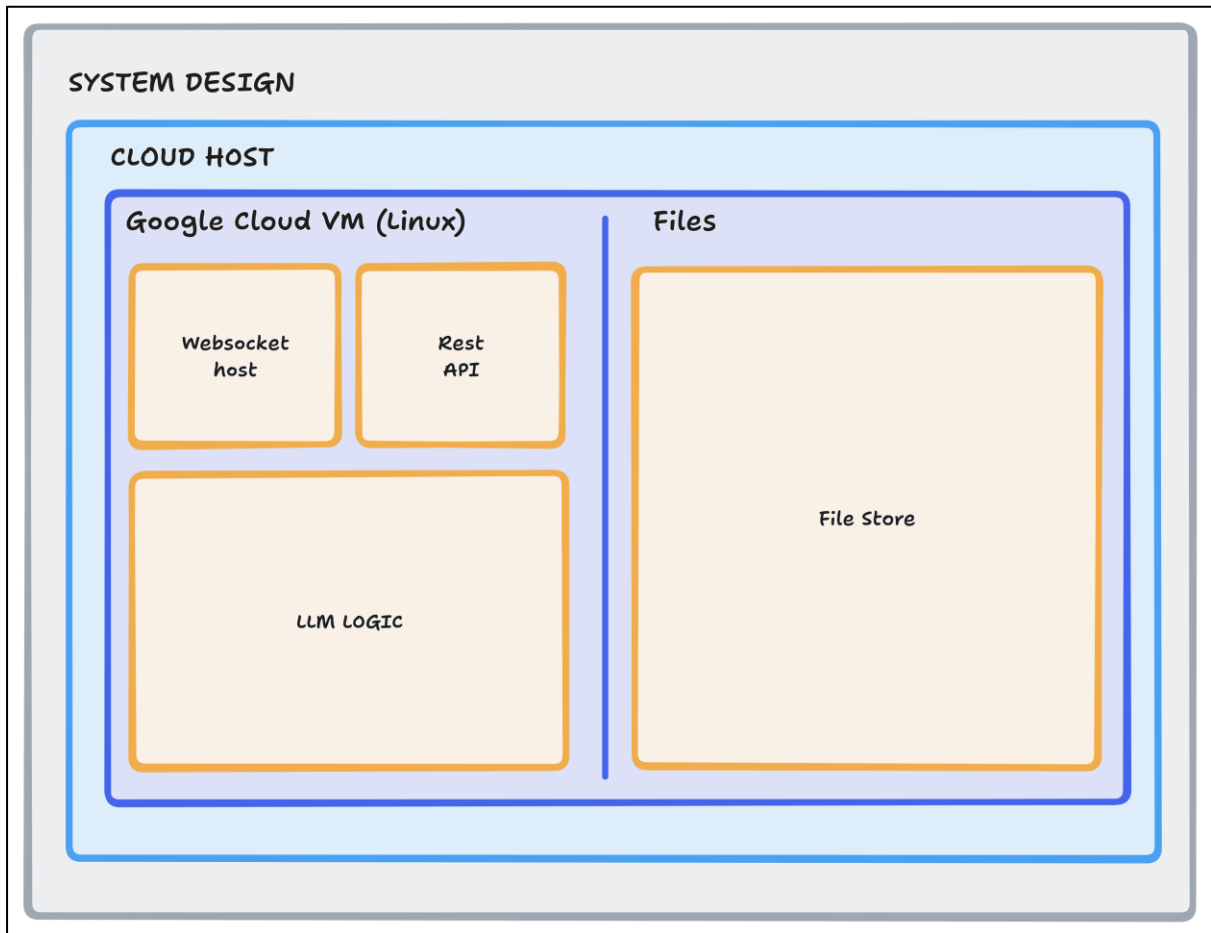 SYSTEM DESIGN
CLOUD HOST
Google Cloud VM (Linux)
Files
Websocket
host
Rest
API
LLM LOGIC
File Store